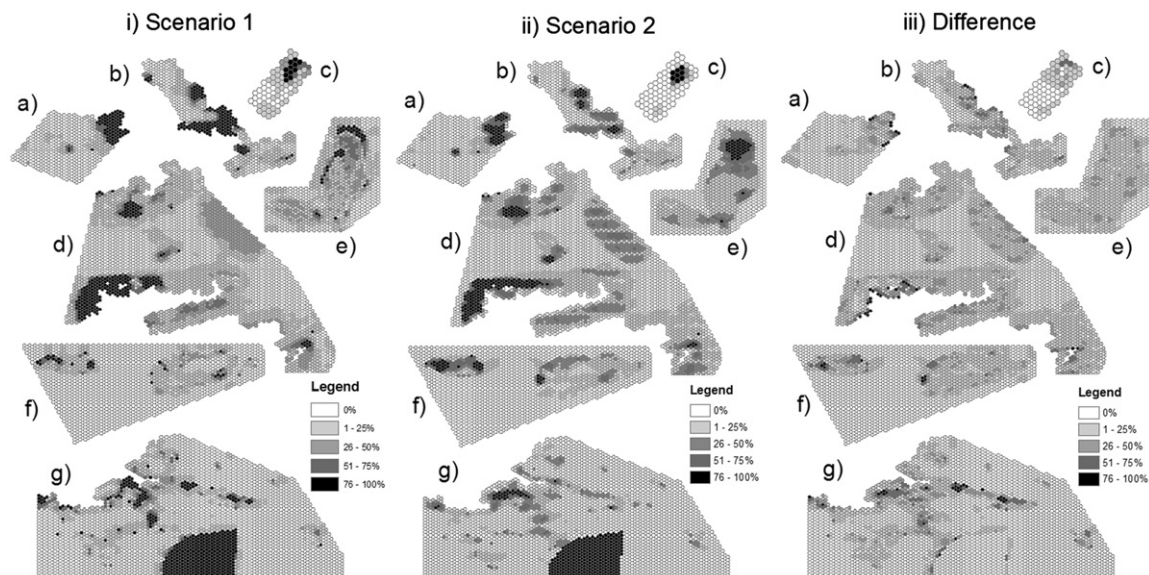 i) Scenario 1
ii) Scenario 2
iii) Difference
a)
b)
c)
d)
e)
f)
g)
Legend
0%
1 - 25%
26 - 50%
51 - 75%
76 - 100%
a)
b)
c)
d)
e)
f)
g)
Legend
0%
1 - 25%
26 - 50%
51 - 75%
76 - 100%
a)
b)
c)
d)
e)
f)
g)
Legend
0%
1 - 25%
26 - 50%
51 - 75%
76 - 100%